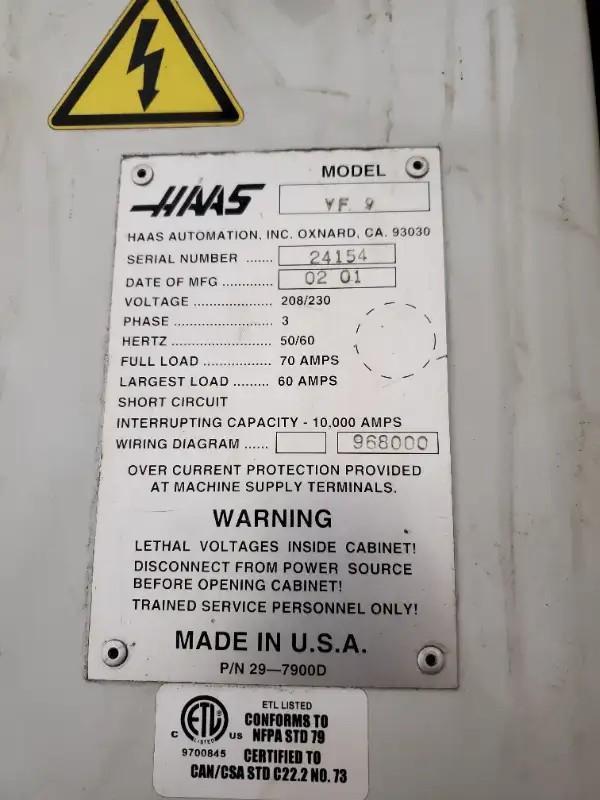 HAAS
MODEL
VF 9
HAAS AUTOMATION, INC. OXNARD, CA. 93030
SERIAL NUMBER ....... 24154
DATE OF MFG ............. 02 01
VOLTAGE .................... 208/230
PHASE ......................... 3
HERTZ ......................... 50/60
FULL LOAD ................. 70 AMPS
LARGEST LOAD ......... 60 AMPS
SHORT CIRCUIT
INTERRUPTING CAPACITY - 10,000 AMPS
WIRING DIAGRAM ...... 968000
OVER CURRENT PROTECTION PROVIDED
AT MACHINE SUPPLY TERMINALS.
WARNING
LETHAL VOLTAGES INSIDE CABINET!
DISCONNECT FROM POWER SOURCE
BEFORE OPENING CABINET!
TRAINED SERVICE PERSONNEL ONLY!
MADE IN U.S.A.
P/N 29—7900D
ETL LISTED
CONFORMS TO
NFPA STD 79
C ETL LISTED US
9700845
CERTIFIED TO
CAN/CSA STD C22.2 NO. 73